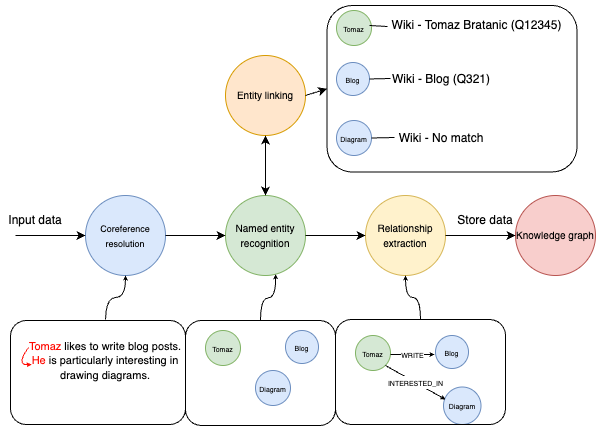 Tomaz
Wiki - Tomaz Bratanic (Q12345)
Blog
Wiki - Blog (Q321)
Diagram
Wiki - No match
Entity linking
Input data
Coreference
resolution
Named entity
recognition
Relationship
extraction
Store data
Knowledge graph
Tomaz likes to write blog posts.
He is particularly interesting in
drawing diagrams.
Tomaz
Blog
Diagram
Tomaz
WRITE
Blog
INTERESTED_IN
Diagram